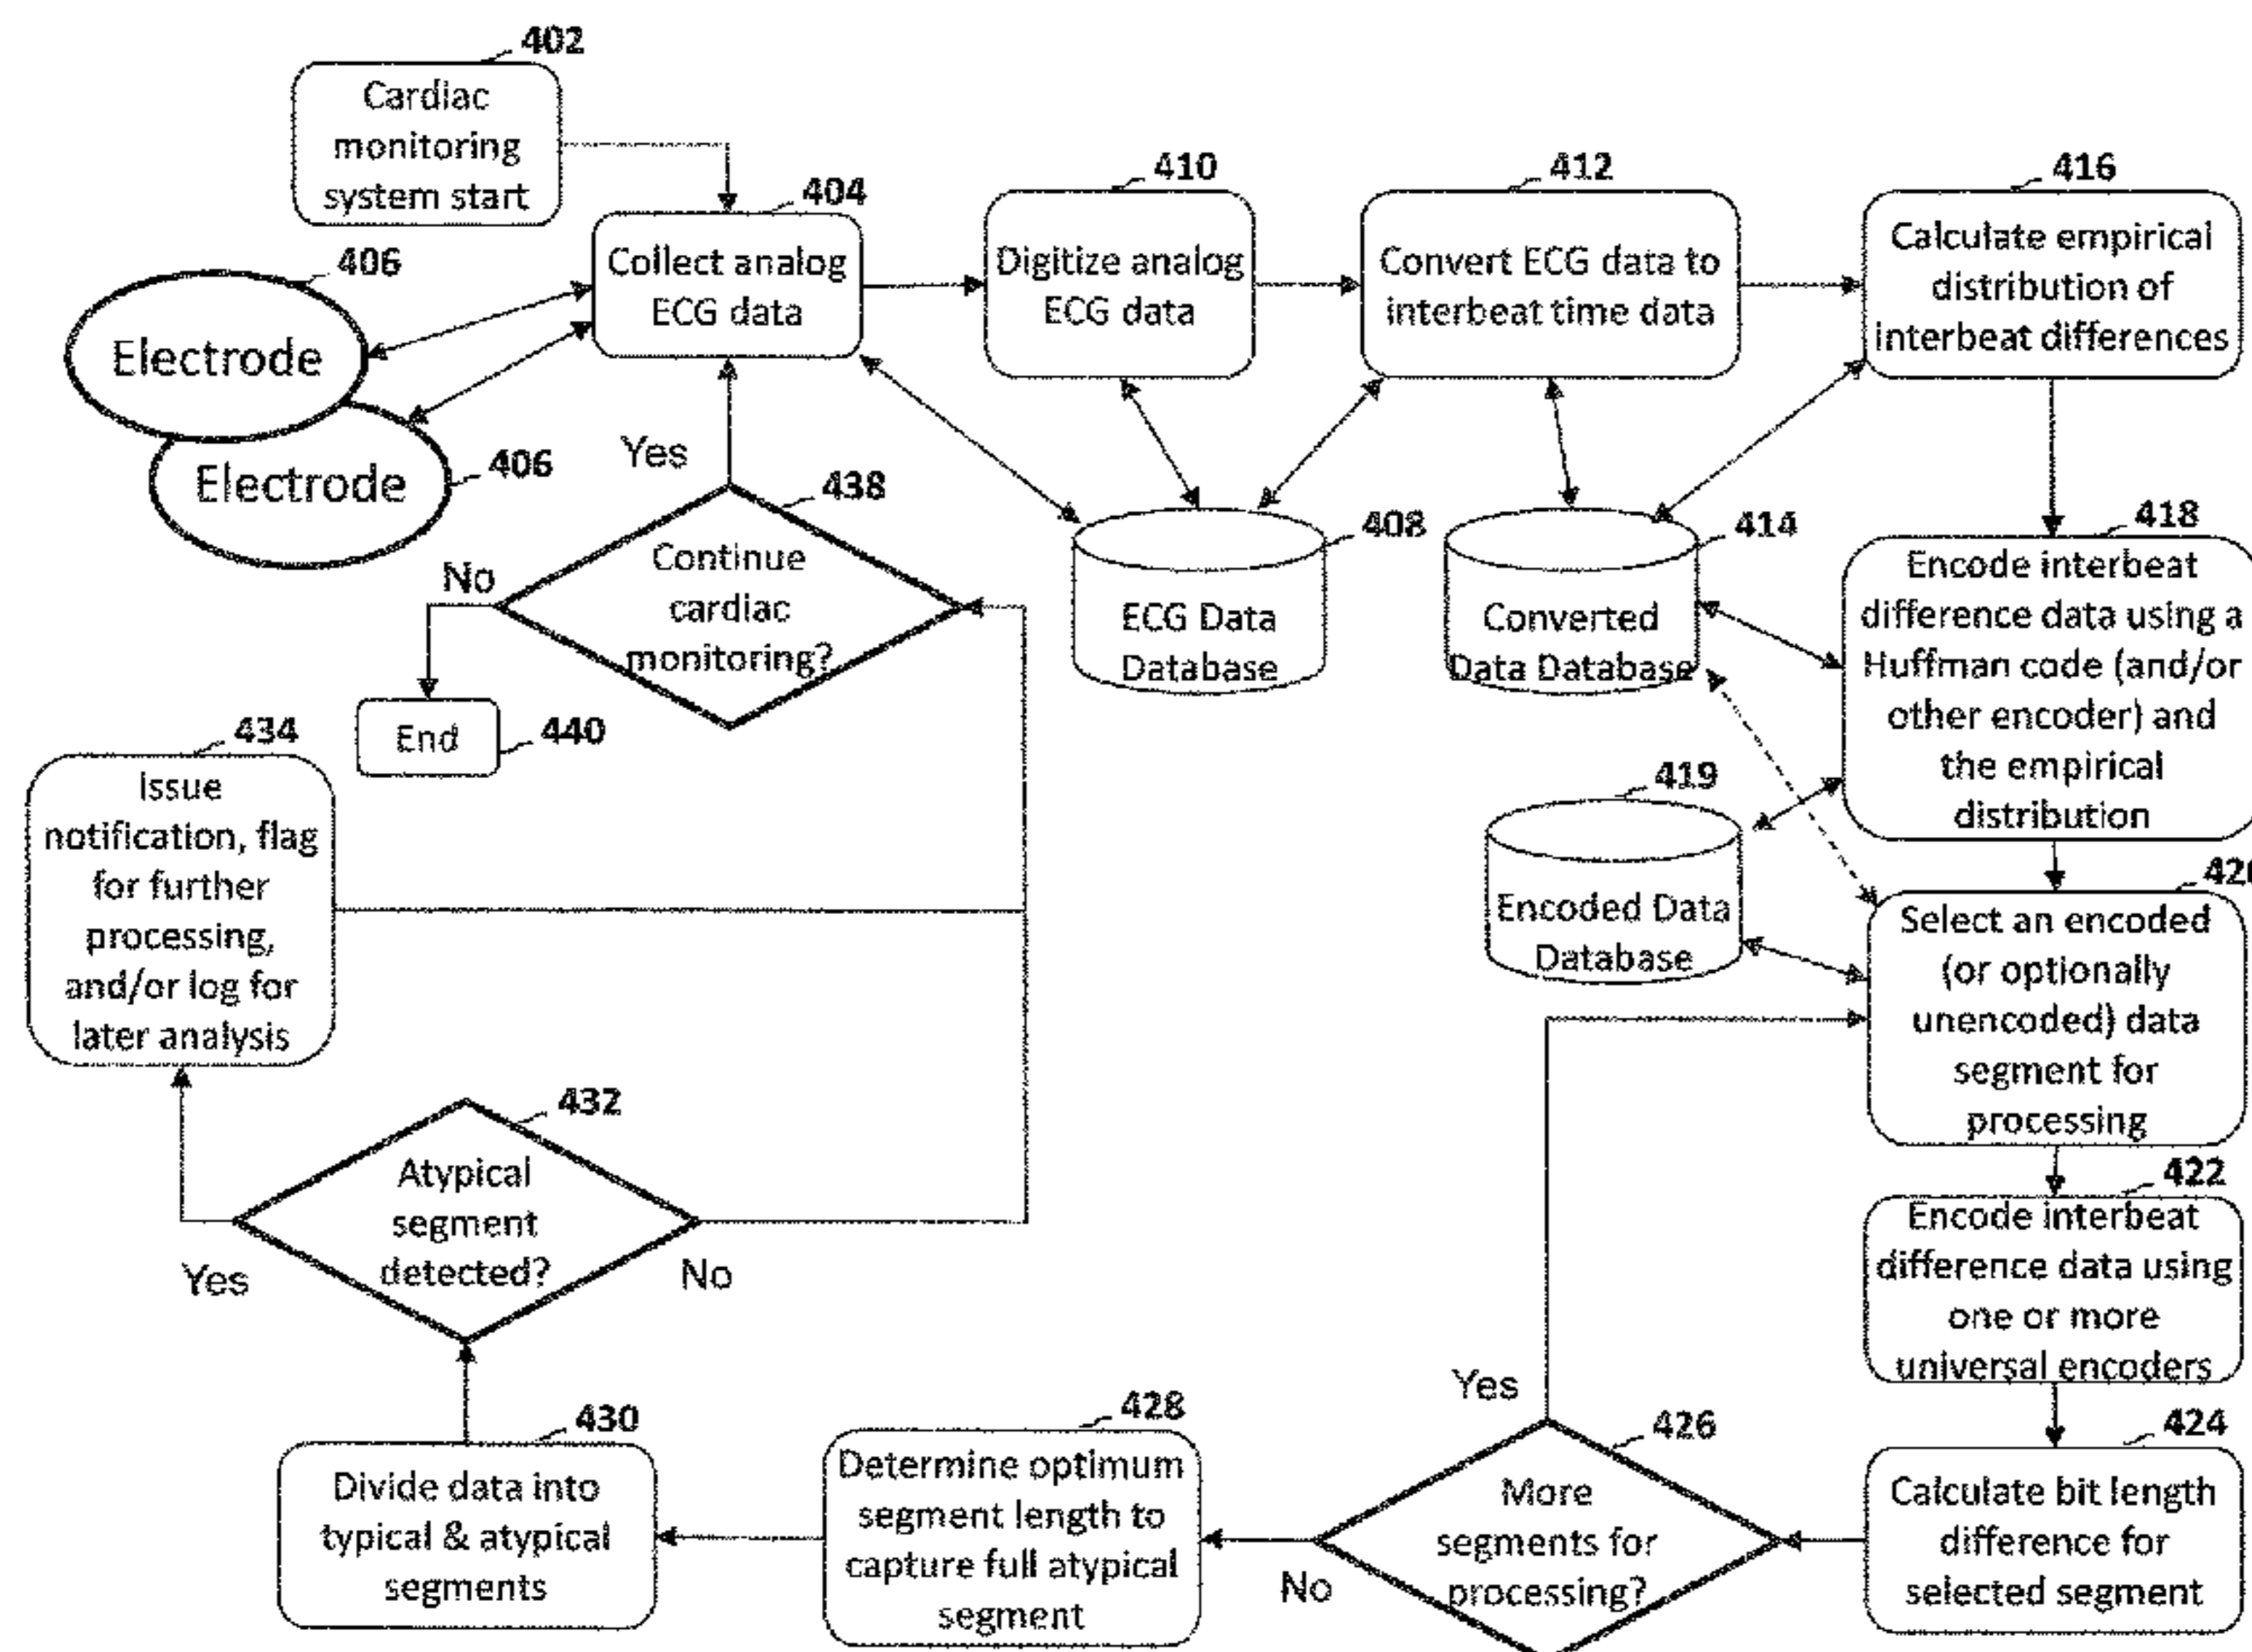 402
Cardiac
monitoring
system start
404
Collect analog
ECG data
406
Electrode
406
Electrode
410
Digitize analog
ECG data
412
Convert ECG data to
interbeat time data
416
Calculate empirical
distribution of
interbeat differences
408
ECG Data
Database
414
Converted
Data Database
418
Encode interbeat
difference data using a
Huffman code (and/or
other encoder) and
the empirical
distribution
419
Encoded Data
Database
420
Select an encoded
(or optionally
unencoded) data
segment for
processing
422
Encode interbeat
difference data using
one or more
universal encoders
424
Calculate bit length
difference for
selected segment
426
More
segments for
processing?
Yes
No
428
Determine optimum
segment length to
capture full atypical
segment
430
Divide data into
typical & atypical
segments
432
Atypical
segment
detected?
Yes
No
434
Issue
notification, flag
for further
processing,
and/or log for
later analysis
438
Continue
cardiac
monitoring?
Yes
No
440
End